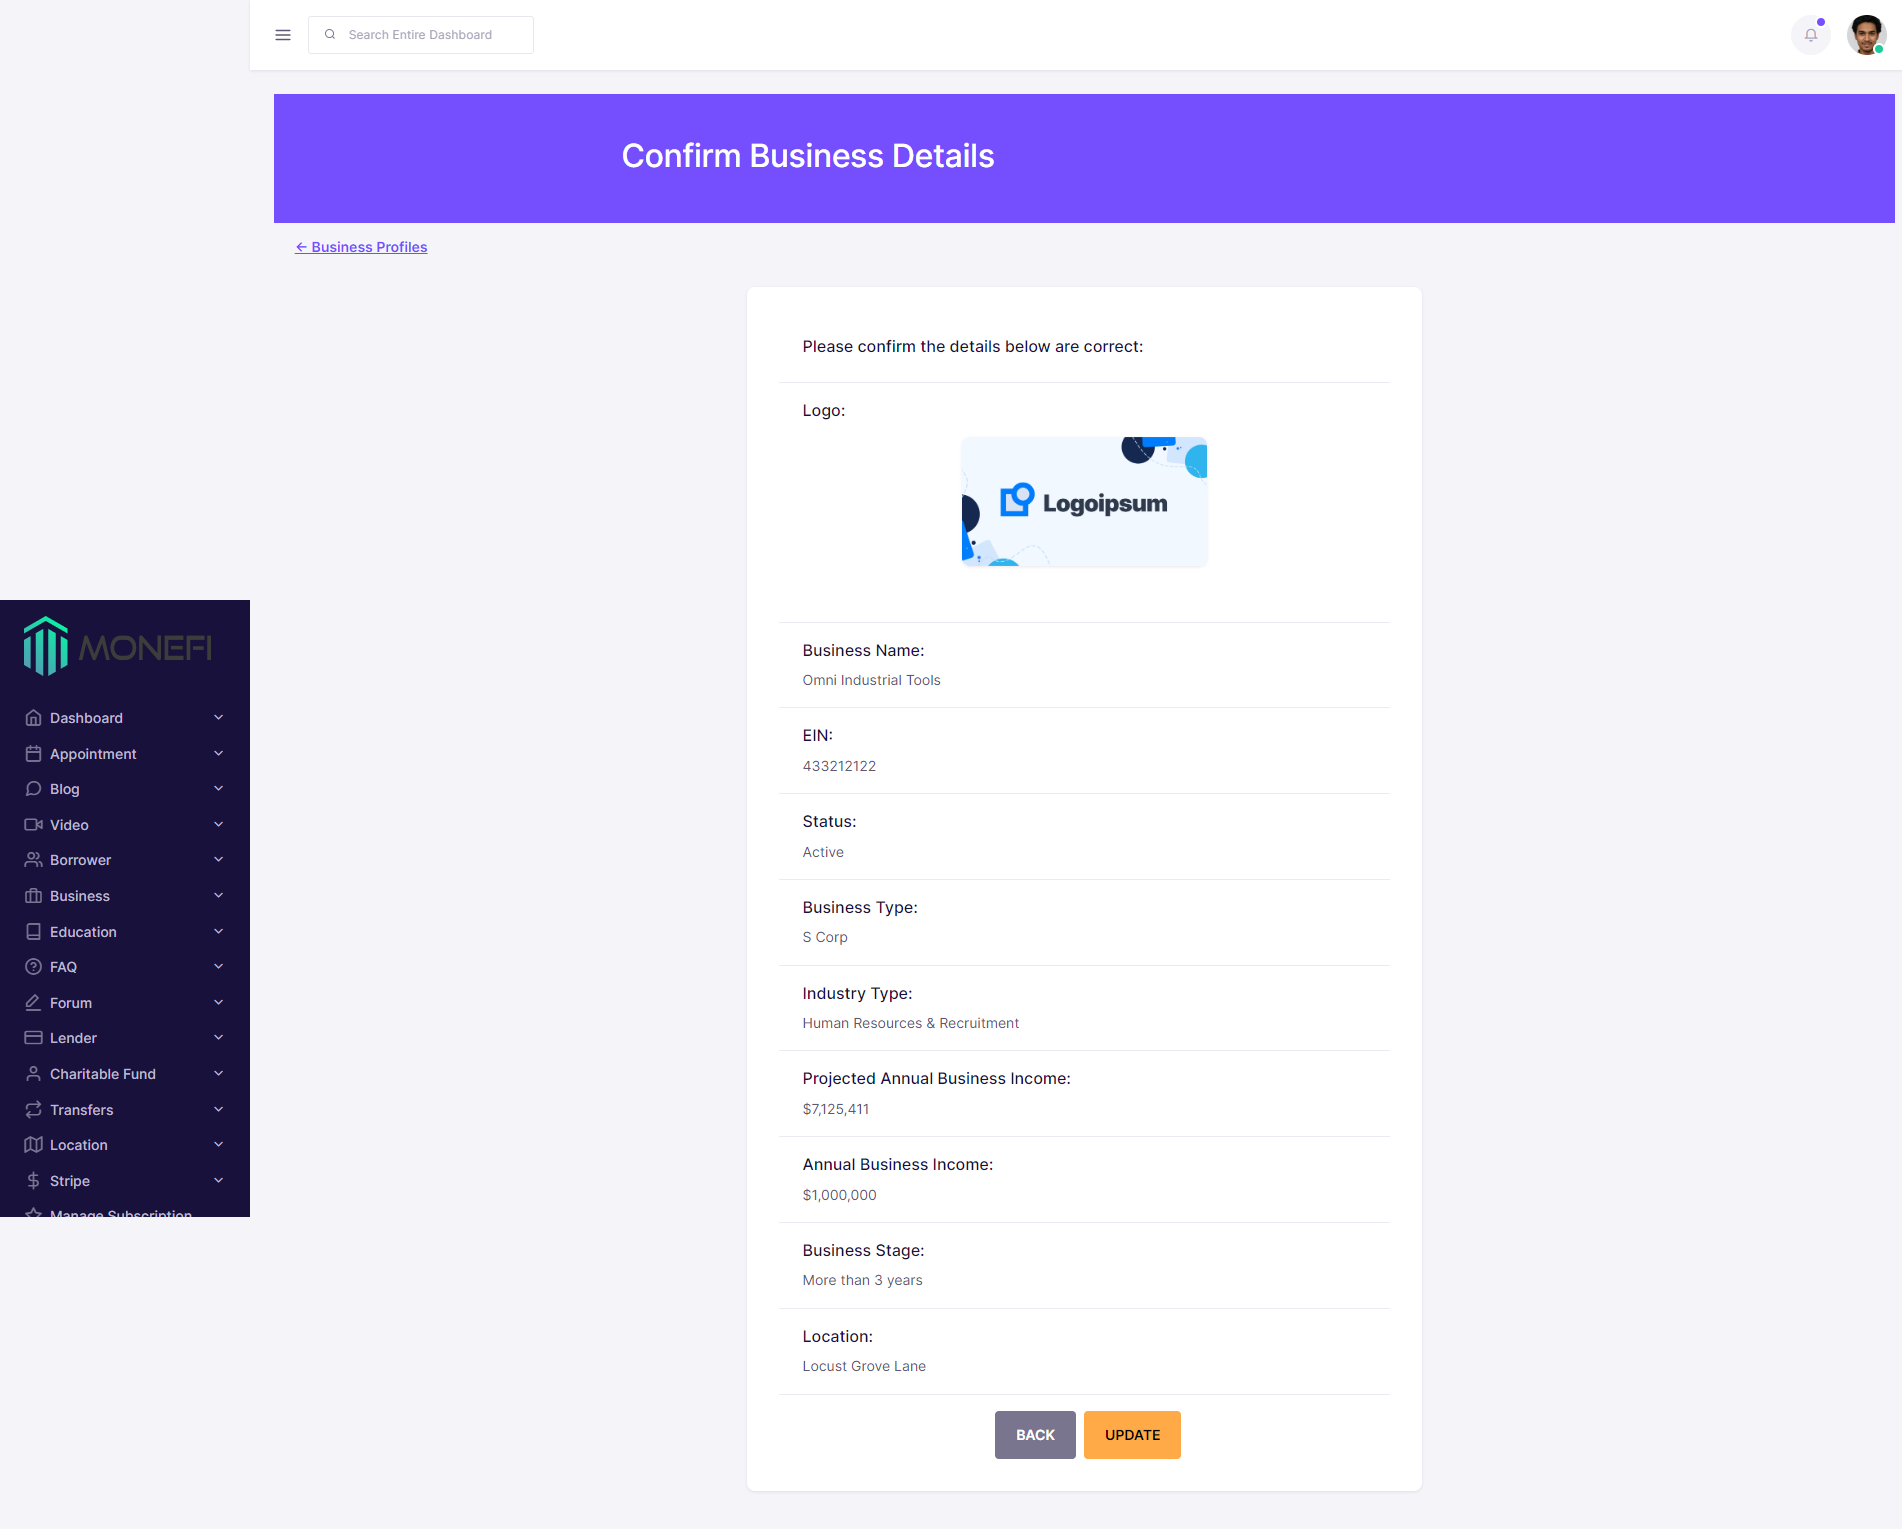 Search Entire Dashboard
Confirm Business Details
← Business Profiles
Please confirm the details below are correct:
Logo:
Logoipsum
Business Name:
Omni Industrial Tools
EIN:
433212122
Status:
Active
Business Type:
S Corp
Industry Type:
Human Resources & Recruitment
Projected Annual Business Income:
$7,125,411
Annual Business Income:
$1,000,000
Business Stage:
More than 3 years
Location:
Locust Grove Lane
BACK
UPDATE
MONEFI
Dashboard
Appointment
Blog
Video
Borrower
Business
Education
FAQ
Forum
Lender
Charitable Fund
Transfers
Location
Stripe
Manage Subscription